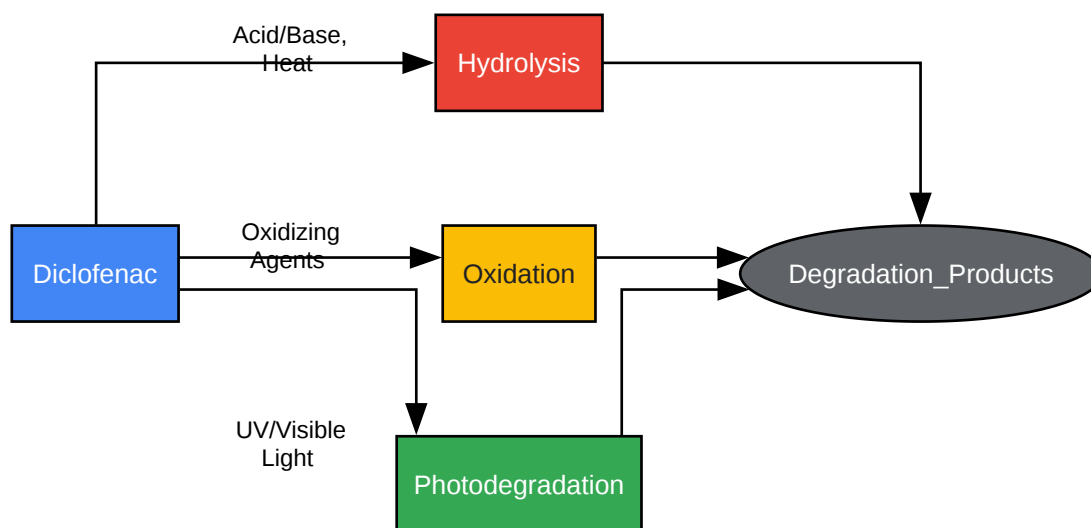 Acid/Base,
Heat
Hydrolysis
Oxidizing
Agents
Diclofenac
Oxidation
Degradation_Products
UV/Visible
Light
Photodegradation